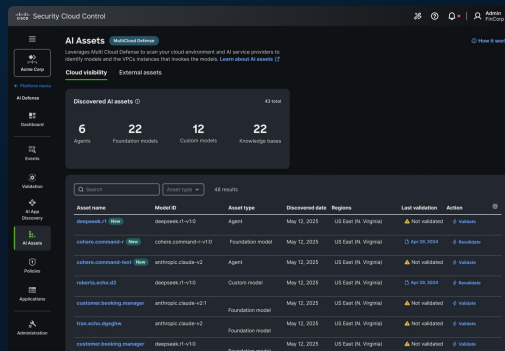 cisco Security Cloud Control
Admin
FinCorp
Acme Corp
Platform menu
AI Defense
Dashboard
Events
Validation
AI App
Discovery
AI Assets
Policies
Applications
Administration
AI Assets MultiCloud Defense
How it
Leverages Multi Cloud Defense to scan your cloud environment and AI service providers to
identify models and the VPCs instances that invokes the models. Learn about AI assets
Cloud visibility External assets
Discovered AI assets 43 total
6 22 12 22
Agents Foundation models Custom models Knowledge bases
Search Asset type 48 results
Asset name Model ID Asset type Discovered date Regions Last validation Action
deepseek.r1 New deepseek.r1-v1:0 Agent May 12, 2025 US East (N. Virginia) Not validated Validate
cohere.command-r New cohere.command-r-v1:0 Foundation model May 12, 2025 US East (N. Virginia) Apr 29, 2024 Revalidate
cohere.command-text New anthropic.claude-v2 Agent May 12, 2025 US East (N. Virginia) Not validated Validate
roberta.echo.d2 deepseek.r1-v1:0 Custom model May 12, 2025 US East (N. Virginia) Apr 29, 2024 Revalidate
customer.booking.manager anthropic.claude-v2:1 Foundation model May 12, 2025 US East (N. Virginia) Not validated Validate
tran.echo.dgeghw anthropic.claude-v2 Foundation model May 12, 2025 US East (N. Virginia) Not validated Validate
customer.booking.manager deepseek.r1-v1:0 Foundation model May 12, 2025 US East (N. Virginia) Not validated Validate